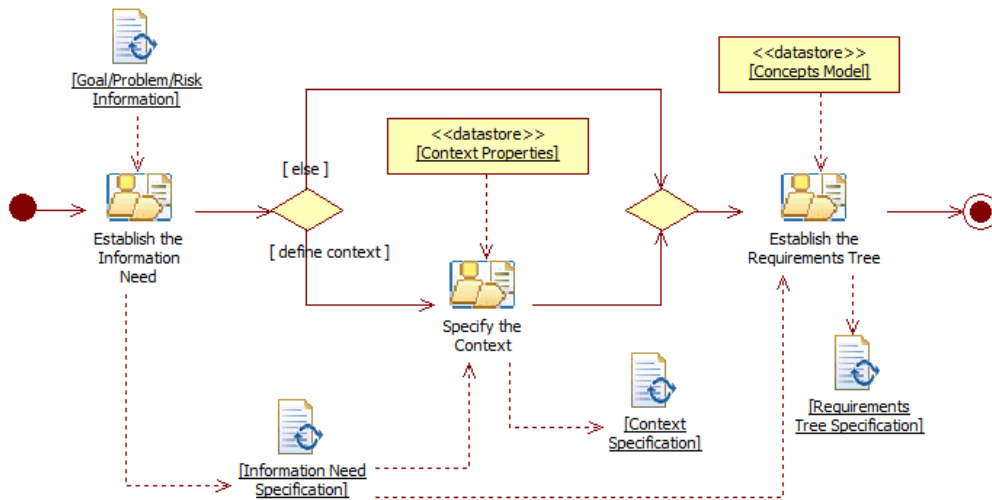 [Goal/Problem/Risk
Information]
<<datastore>>
[Concepts Model]
<<datastore>>
[Context Properties]
[ else ]
Establish the
Information
Need
[ define context ]
Establish the
Requirements Tree
Specify the
Context
[Context
Specification]
[Requirements
Tree Specification]
[Information Need
Specification]